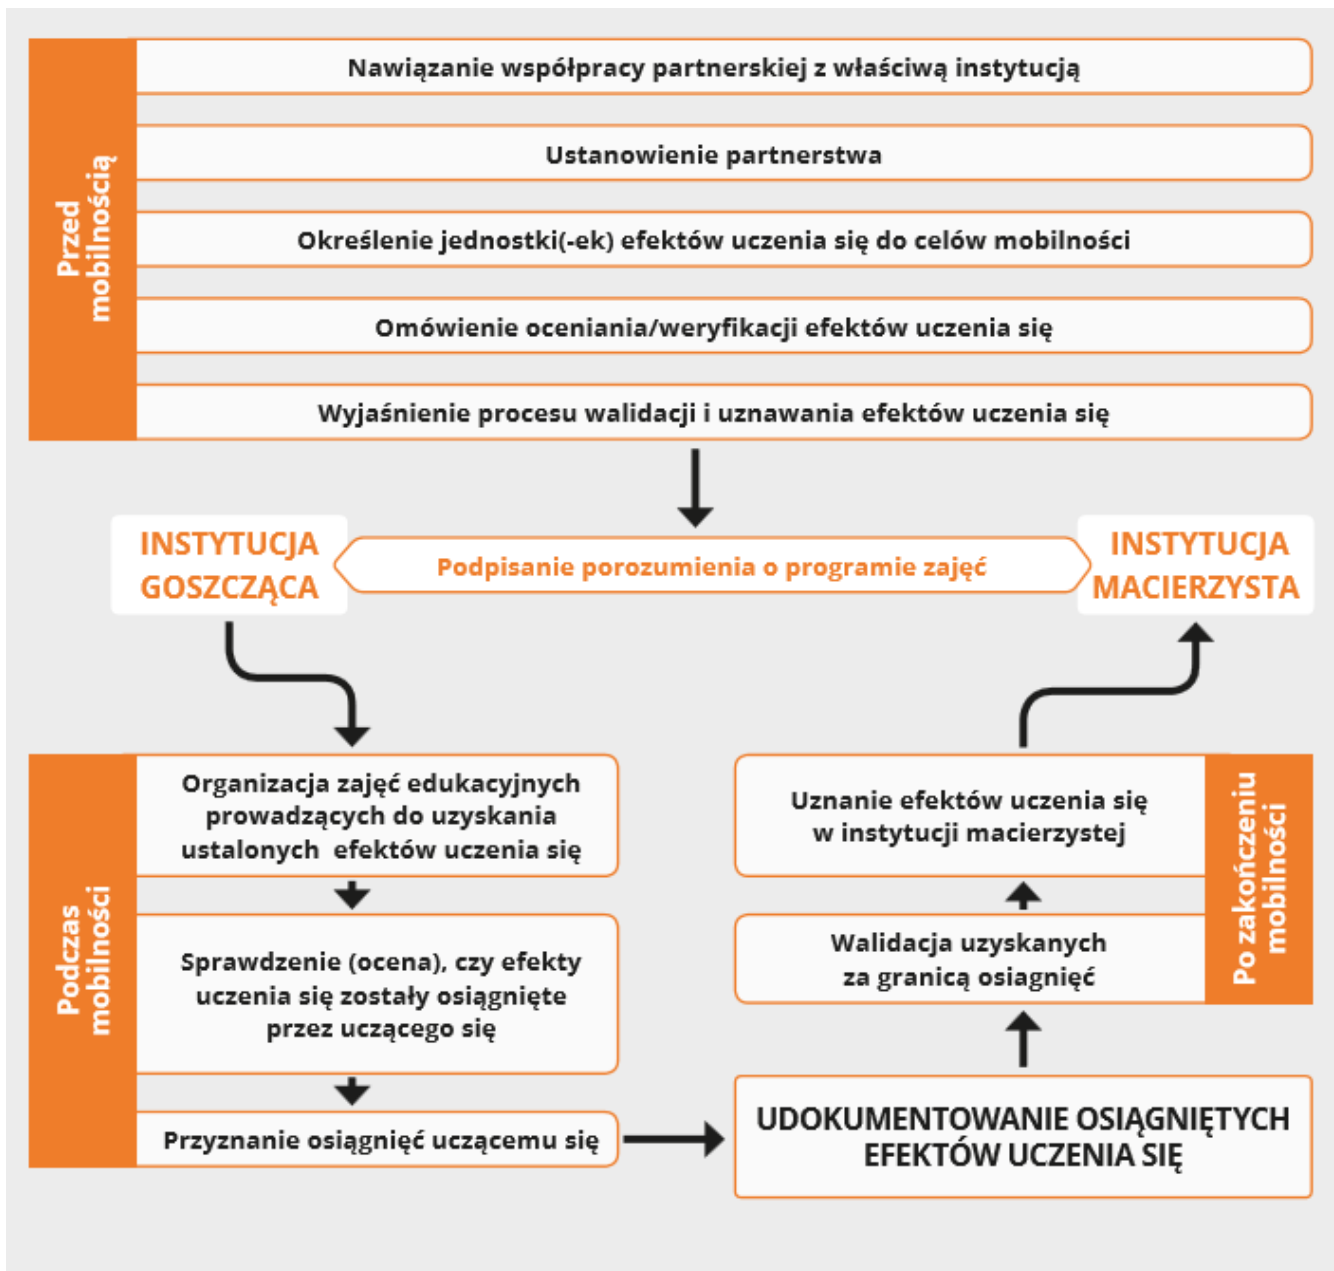 Przed
mobilnością
Nawiązanie współpracy partnerskiej z właściwą instytucją
Ustanowienie partnerstwa
Określenie jednostki(-ek) efektów uczenia się do celów mobilności
Omówienie oceniania/weryfikacji efektów uczenia się
Wyjaśnienie procesu walidacji i uznawania efektów uczenia się
INSTYTUCJA
GOSZCZĄCA
Podpisanie porozumienia o programie zajęć
INSTYTUCJA
MACIERZYSTA
Podczas
mobilności
Organizacja zajęć edukacyjnych
prowadzących do uzyskania
ustalonych efektów uczenia się
Sprawdzenie (ocena), czy efekty
uczenia się zostały osiągnięte
przez uczącego się
Przyznanie osiągnięć uczącemu się
UDOKUMENTOWANIE OSIĄGNIĘTYCH
EFEKTÓW UCZENIA SIĘ
Po zakończeniu
mobilności
Walidacja uzyskanych
za granicą osiagnięć
Uznanie efektów uczenia się
w instytucji macierzystej